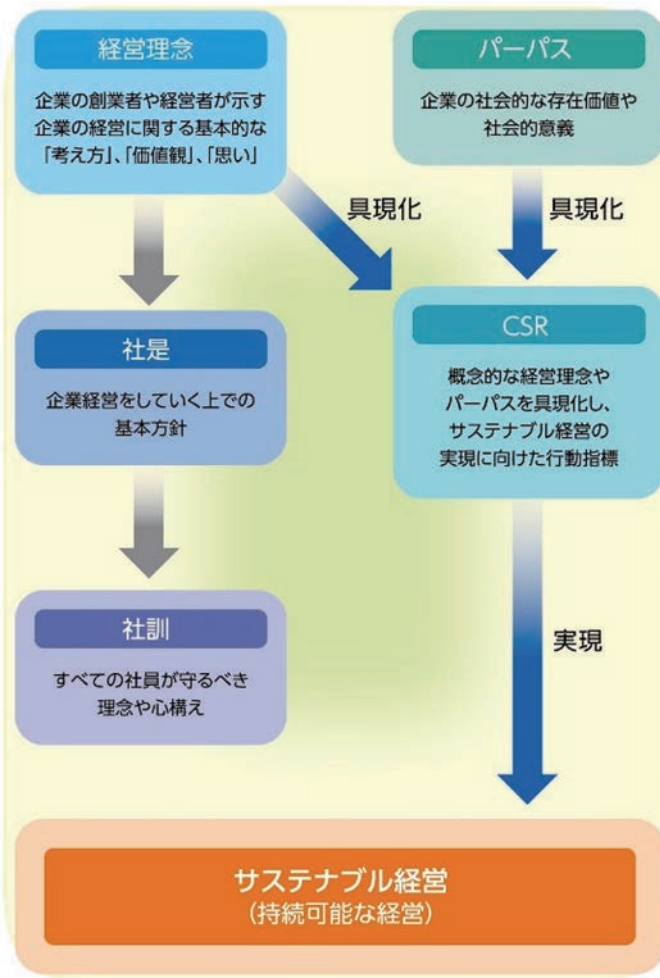 経営理念
企業の創業者や経営者が示す
企業の経営に関する基本的な
「考え方」、「価値観」、「思い」
パーパス
企業の社会的な存在価値や
社会的意義
具現化
具現化
社是
企業経営をしていく上での
基本方針
CSR
概念的な経営理念や
パーパスを具現化し、
サステナブル経営の
実現に向けた行動指標
社訓
すべての社員が守るべき
理念や心構え
実現
サステナブル経営
(持続可能な経営)